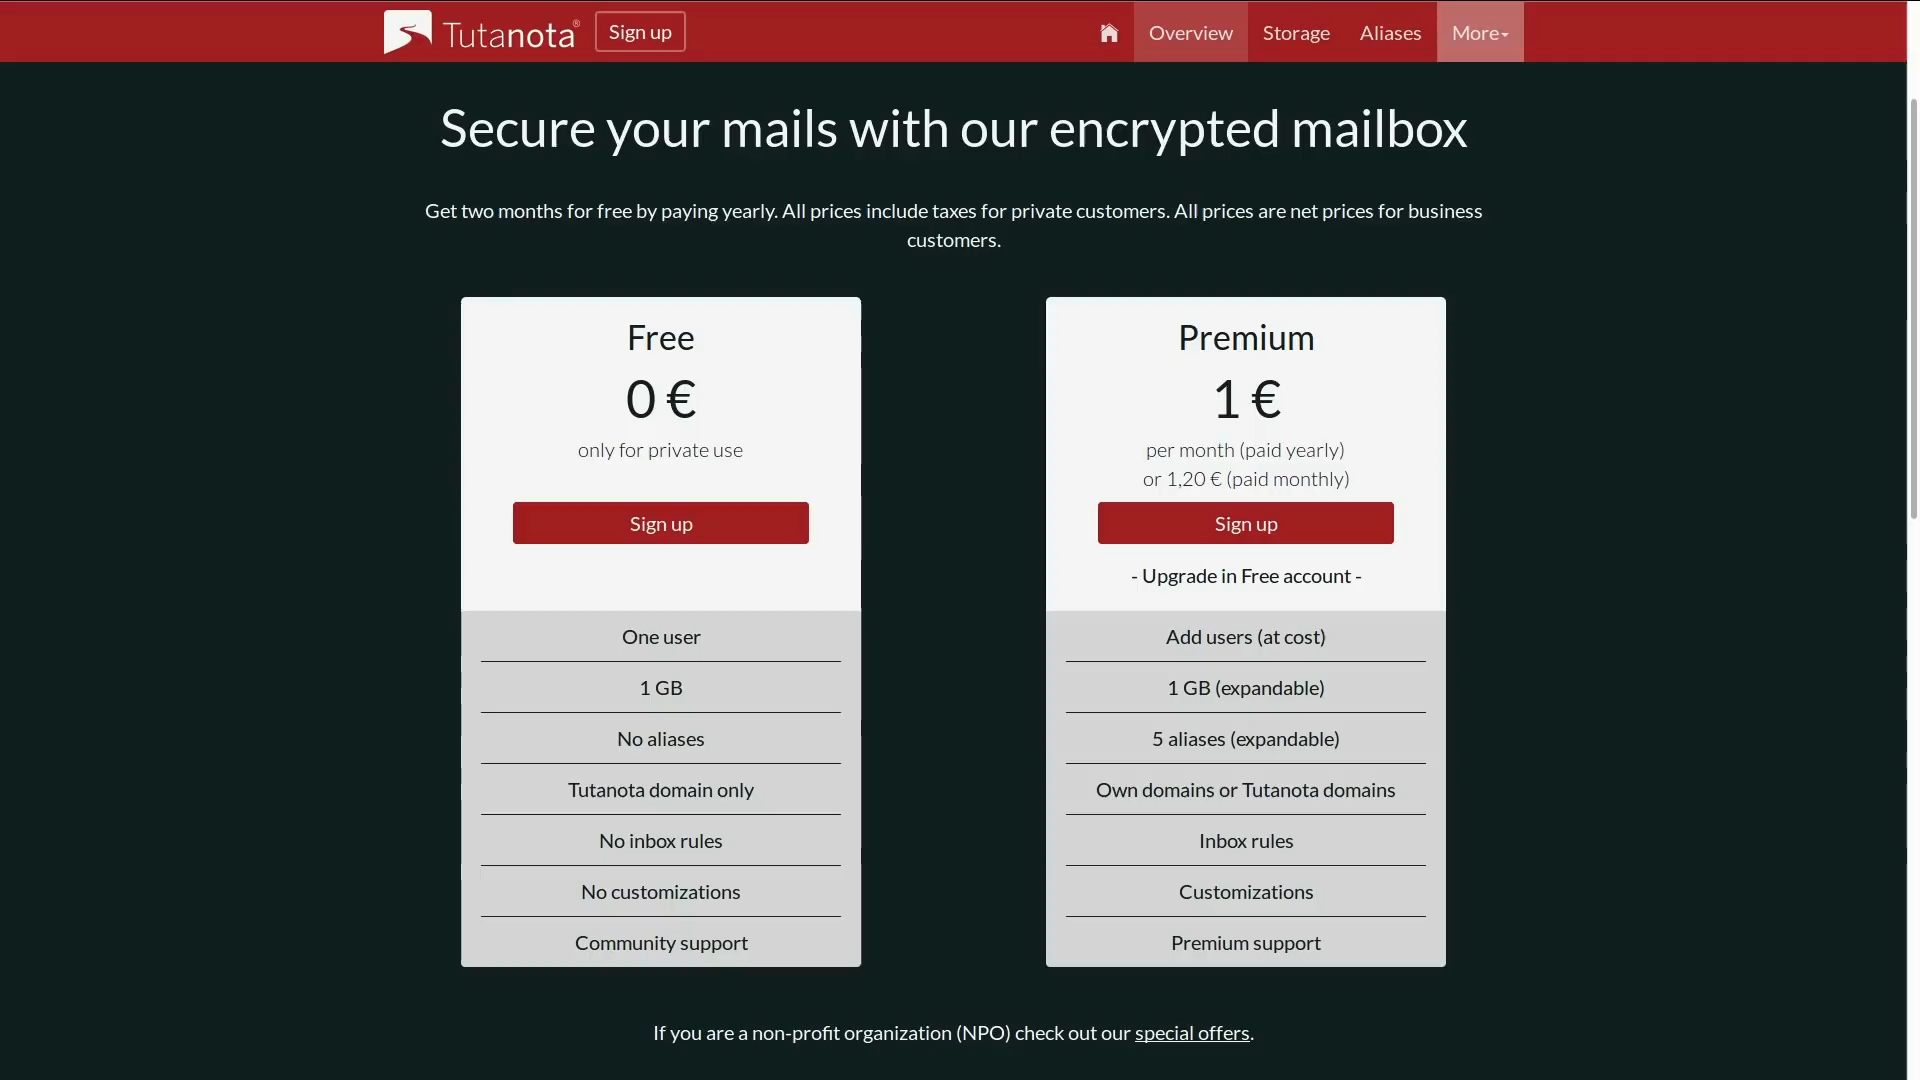 Tutanota® Sign up Overview Storage Aliases More
Secure your mails with our encrypted mailbox
Get two months for free by paying yearly. All prices include taxes for private customers. All prices are net prices for business
customers.
Free
0 €
only for private use
Sign up
One user
1 GB
No aliases
Tutanota domain only
No inbox rules
No customizations
Community support
Premium
1 €
per month (paid yearly)
or 1,20 € (paid monthly)
Sign up
- Upgrade in Free account -
Add users (at cost)
1 GB (expandable)
5 aliases (expandable)
Own domains or Tutanota domains
Inbox rules
Customizations
Premium support
If you are a non-profit organization (NPO) check out our special offers.